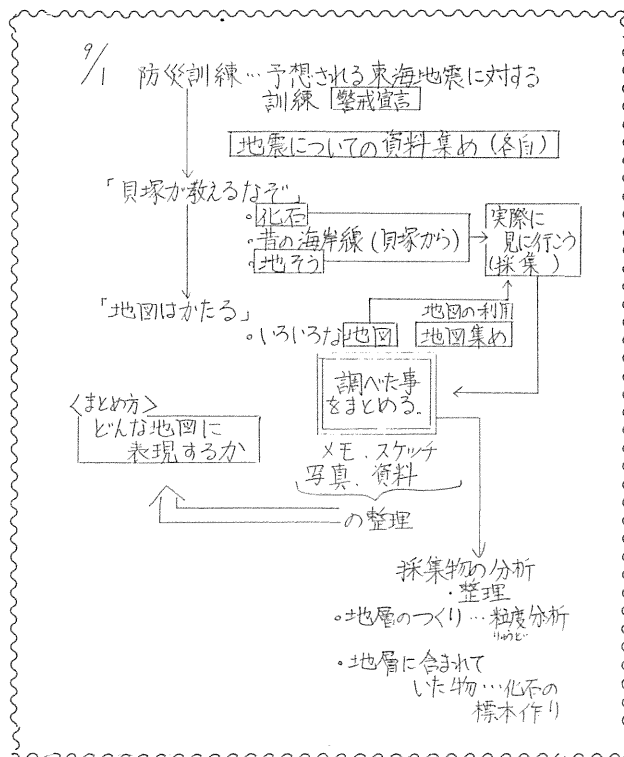 9/1 防災訓練…予想される東海地震に対する
訓練 警戒宣言
地震についての資料集め(各自)
「貝塚が教えるなぞ」
・化石
・昔の海岸線(貝塚から)
・地そう
実際に
見に行こう
(採集)
「地図はかたる」
・いろいろな地図
地図の利用
地図集め
調べた事
をまとめる。
〈まとめ方〉
どんな地図に
表現するか
メモ、スケッチ
写真、資料
の整理
採集物の分析
・整理
・地層のつくり…粒度分析
りゅうど
・地層に含まれて
いた物…化石の
標本作り